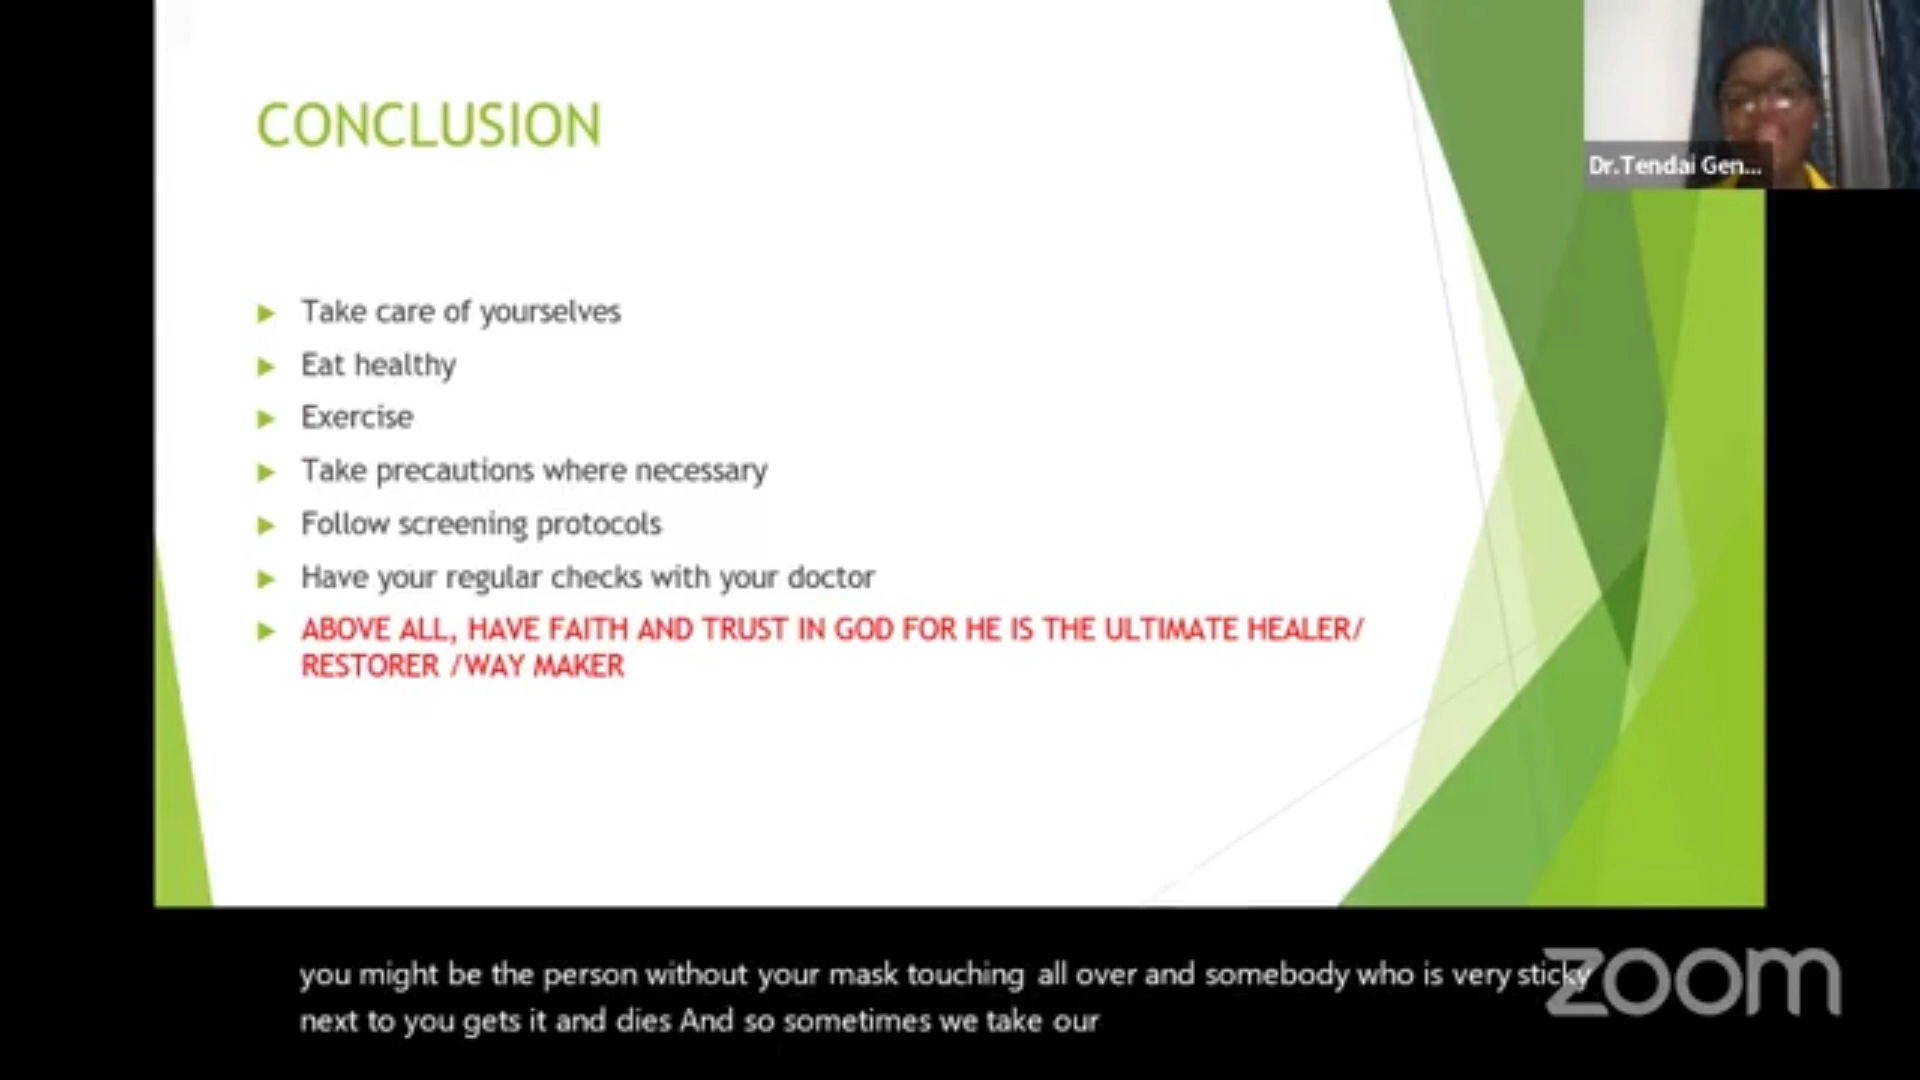 CONCLUSION
Dr.Tendai Gen...
Take care of yourselves
Eat healthy
Exercise
Take precautions where necessary
Follow screening protocols
Have your regular checks with your doctor
ABOVE ALL, HAVE FAITH AND TRUST IN GOD FOR HE IS THE ULTIMATE HEALER/
RESTORER /WAY MAKER
you might be the person without your mask touching all over and somebody who is very sticky
next to you gets it and dies And so sometimes we take our
zoom